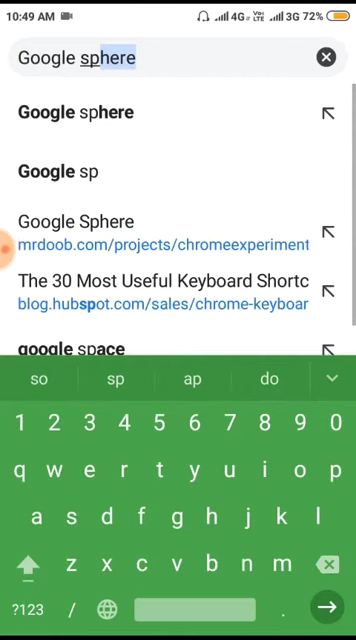 10:49 AM 4G VoLTE 3G 72%
Google sphere
Google sphere
Google sp
Google Sphere
mrdoob.com/projects/chromeexperiment
The 30 Most Useful Keyboard Shortc
blog.hubspot.com/sales/chrome-keyboar
google space
so sp ap do
1 2 3 4 5 6 7 8 9 0
q w e r t y u i o p
a s d f g h j k l
z x c v b n m
?123 / .